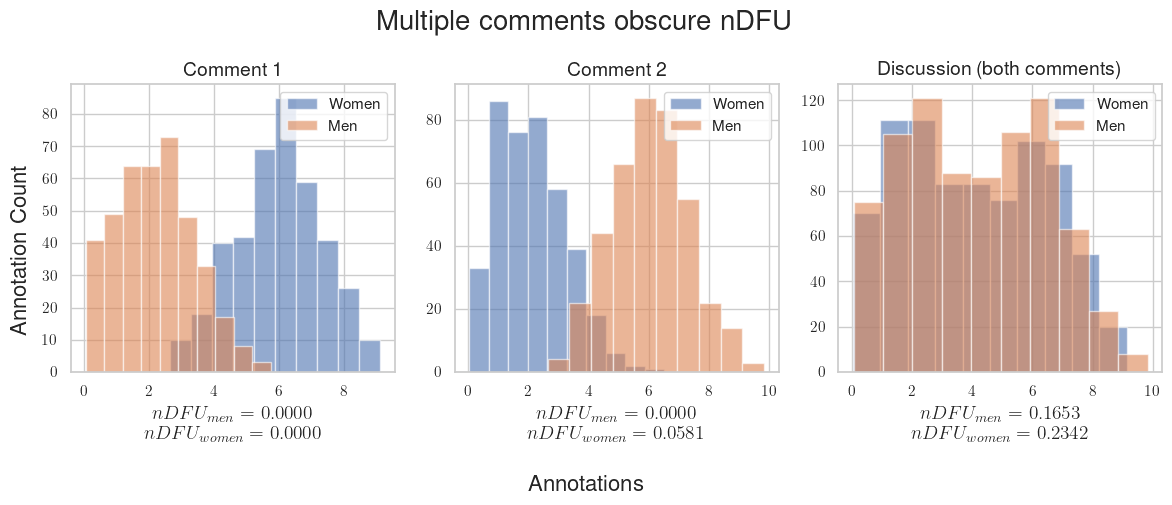 Multiple comments obscure nDFU
Comment 1
Comment 2
Discussion (both comments)
Annotation Count
80
70
60
50
40
30
20
10
0
0 2 4 6 8
Women
Men
nDFU_men = 0.0000
nDFU_women = 0.0000
80
60
40
20
0
0 2 4 6 8 10
Women
Men
nDFU_men = 0.0000
nDFU_women = 0.0581
120
100
80
60
40
20
0
0 2 4 6 8 10
Women
Men
nDFU_men = 0.1653
nDFU_women = 0.2342
Annotations